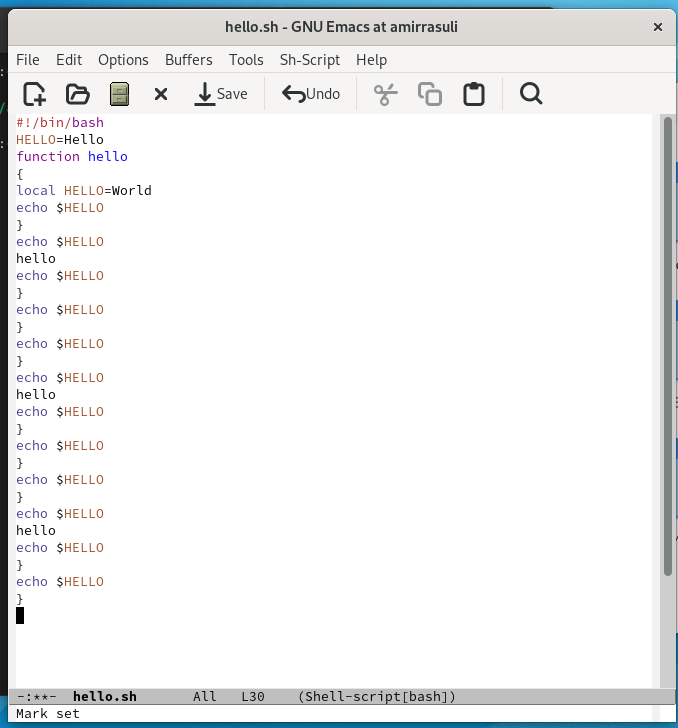 hello.sh - GNU Emacs at amirrasuli
×
File Edit Options Buffers Tools Sh-Script Help
Save Undo
#!/bin/bash
HELLO=Hello
function hello
{
local HELLO=World
echo $HELLO
}
echo $HELLO
hello
echo $HELLO
}
echo $HELLO
}
echo $HELLO
}
echo $HELLO
hello
echo $HELLO
}
echo $HELLO
}
echo $HELLO
}
echo $HELLO
hello
echo $HELLO
}
echo $HELLO
}
-:**- hello.sh All L30 (Shell-script[bash])
Mark set